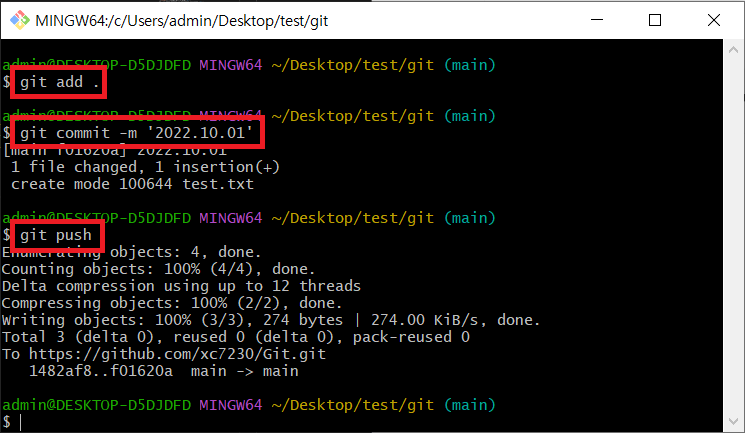 MINGW64:/c/Users/admin/Desktop/test/git
admin@DESKTOP-D5DJDFD MINGW64 ~/Desktop/test/git (main)
$ git add .
admin@DESKTOP-D5DJDFD MINGW64 ~/Desktop/test/git (main)
$ git commit -m '2022.10.01'
[main f01620a] 2022.10.01
1 file changed, 1 insertion(+)
create mode 100644 test.txt
admin@DESKTOP-D5DJDFD MINGW64 ~/Desktop/test/git (main)
$ git push
Enumerating objects: 4, done.
Counting objects: 100% (4/4), done.
Delta compression using up to 12 threads
Compressing objects: 100% (2/2), done.
Writing objects: 100% (3/3), 274 bytes | 274.00 KiB/s, done.
Total 3 (delta 0), reused 0 (delta 0), pack-reused 0
To https://github.com/xc7230/Git.git
1482af8..f01620a  main -> main
admin@DESKTOP-D5DJDFD MINGW64 ~/Desktop/test/git (main)
$